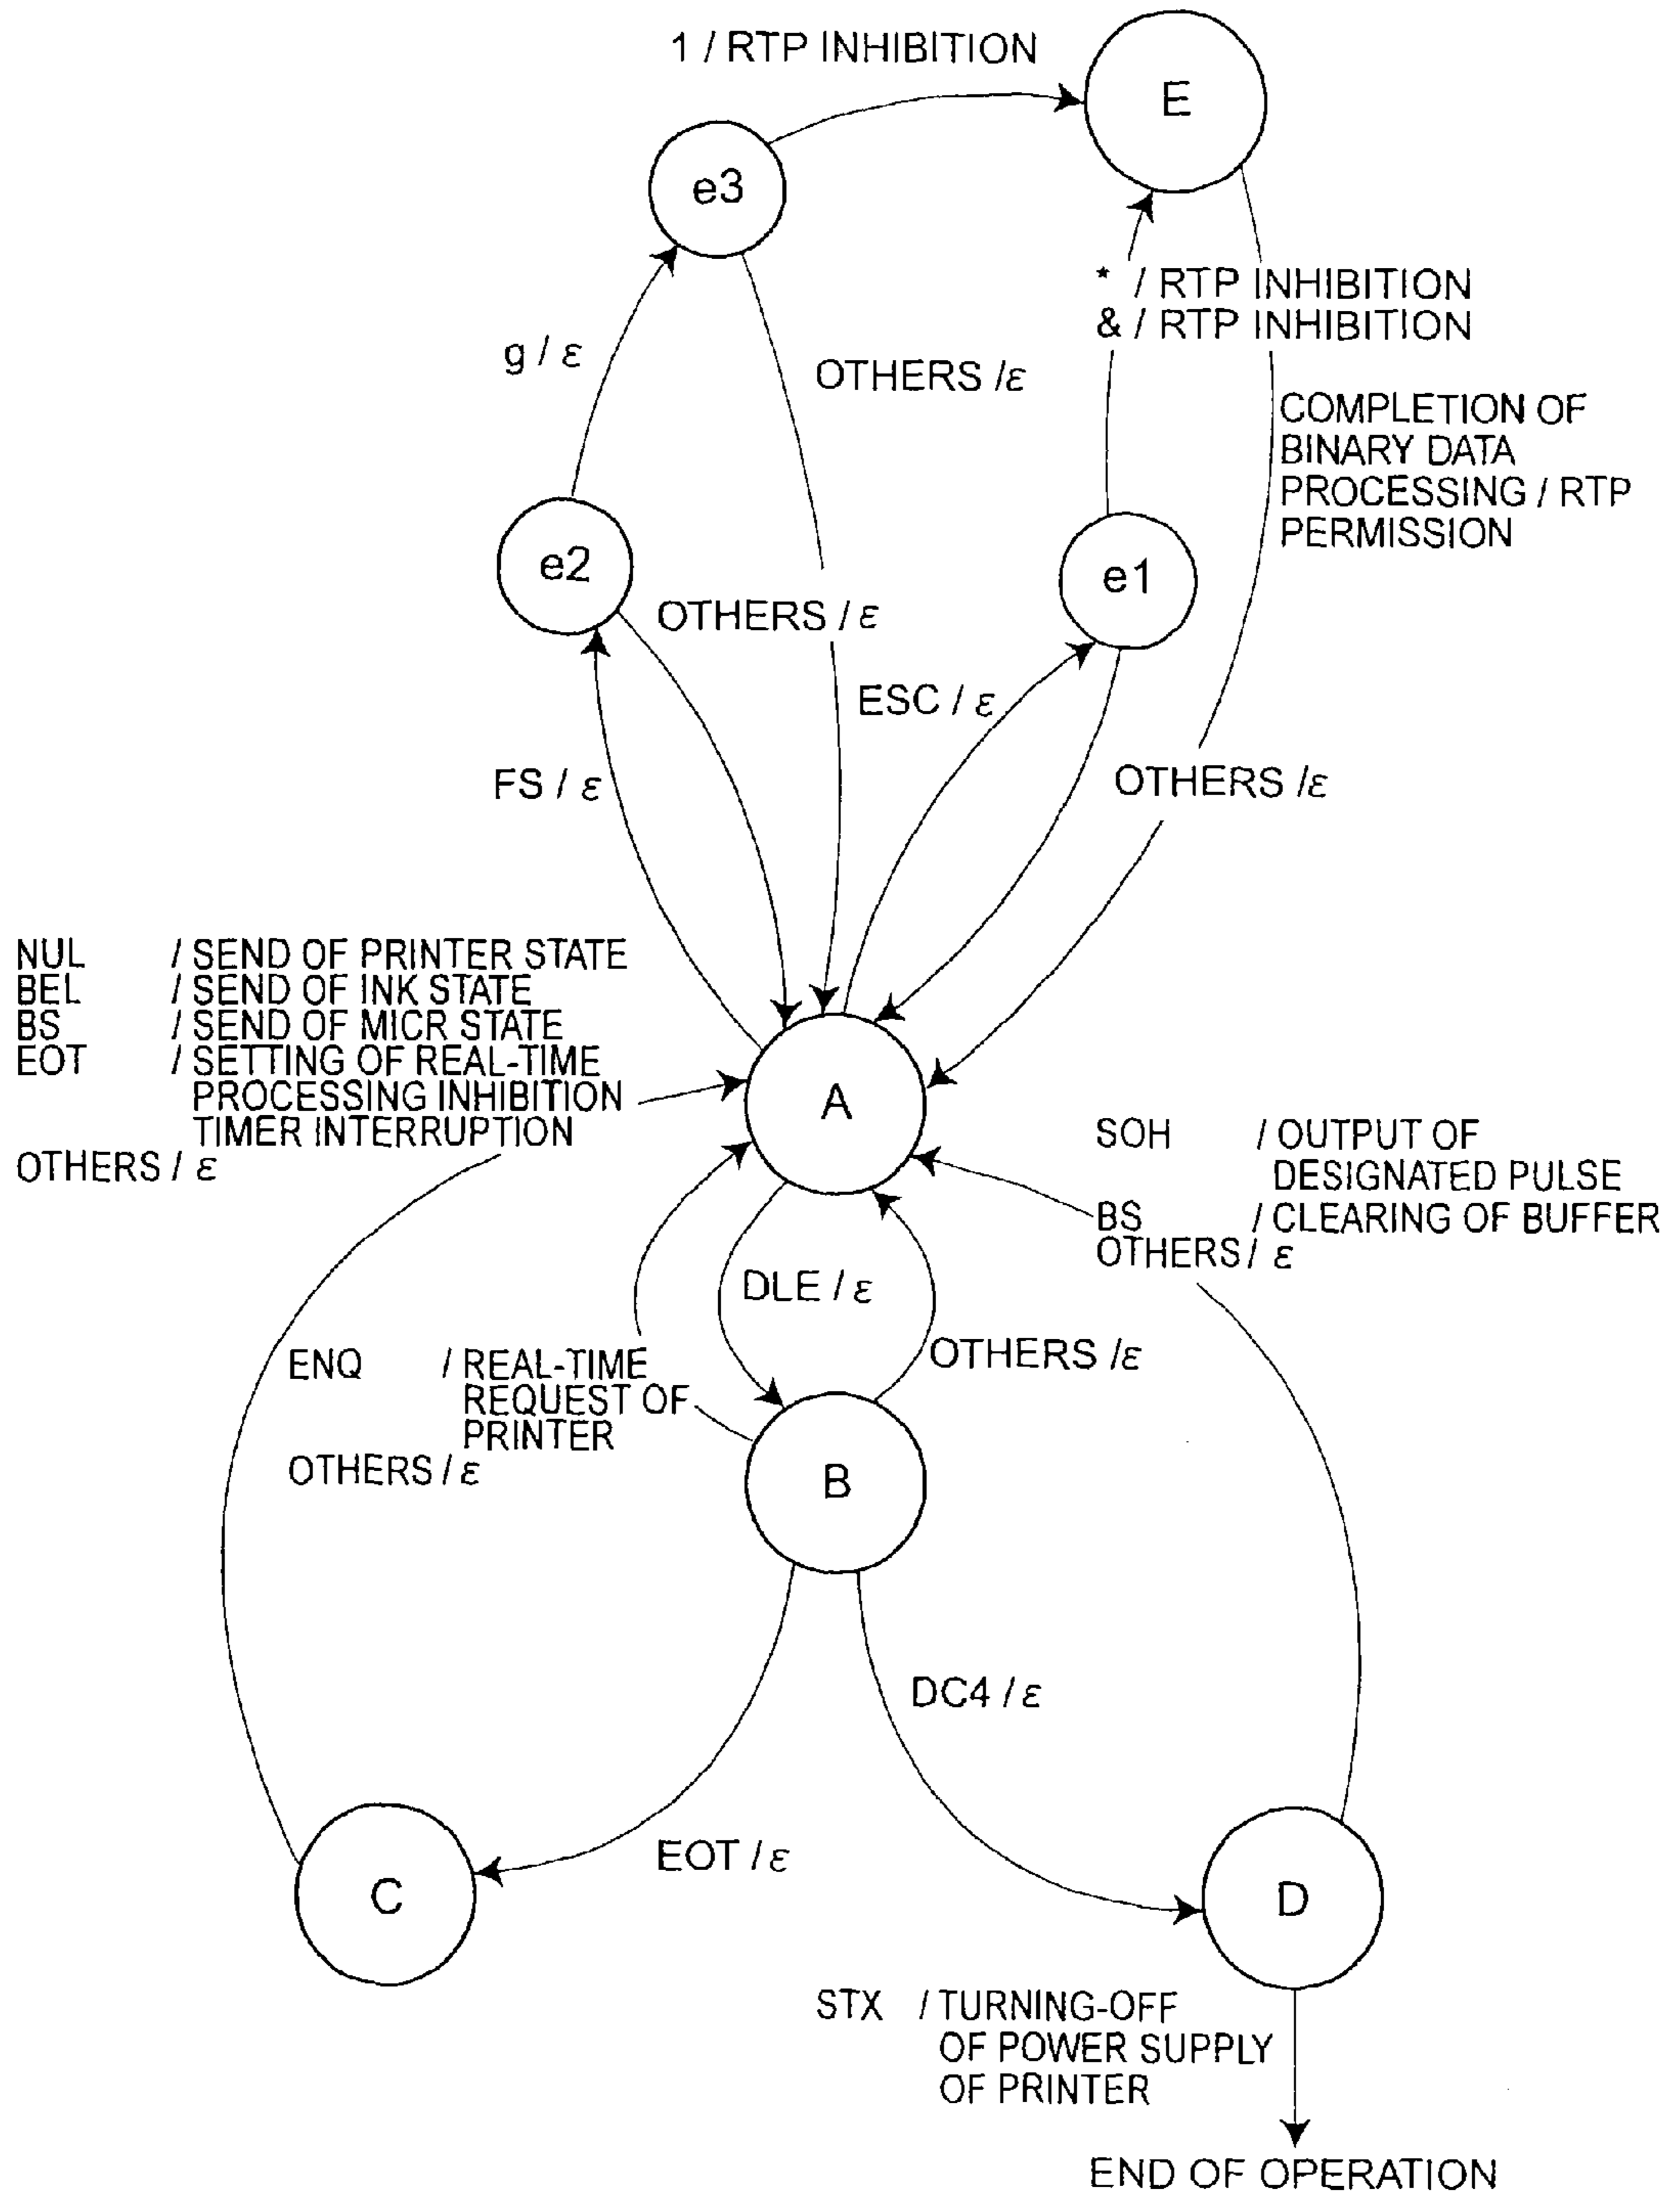 1 / RTP INHIBITION
E
e3
* / RTP INHIBITION
& / RTP INHIBITION
g / ε
OTHERS /ε
COMPLETION OF
BINARY DATA
PROCESSING / RTP
PERMISSION
e2
e1
OTHERS / ε
ESC / ε
FS / ε
OTHERS /ε
NUL / SEND OF PRINTER STATE
BEL / SEND OF INK STATE
BS / SEND OF MICR STATE
EOT / SETTING OF REAL-TIME
PROCESSING INHIBITION
TIMER INTERRUPTION
OTHERS / ε
A
SOH / OUTPUT OF
DESIGNATED PULSE
BS / CLEARING OF BUFFER
OTHERS / ε
DLE / ε
OTHERS /ε
ENQ / REAL-TIME
REQUEST OF
PRINTER
OTHERS / ε
B
DC4 / ε
EOT / ε
C
D
STX / TURNING-OFF
OF POWER SUPPLY
OF PRINTER
END OF OPERATION